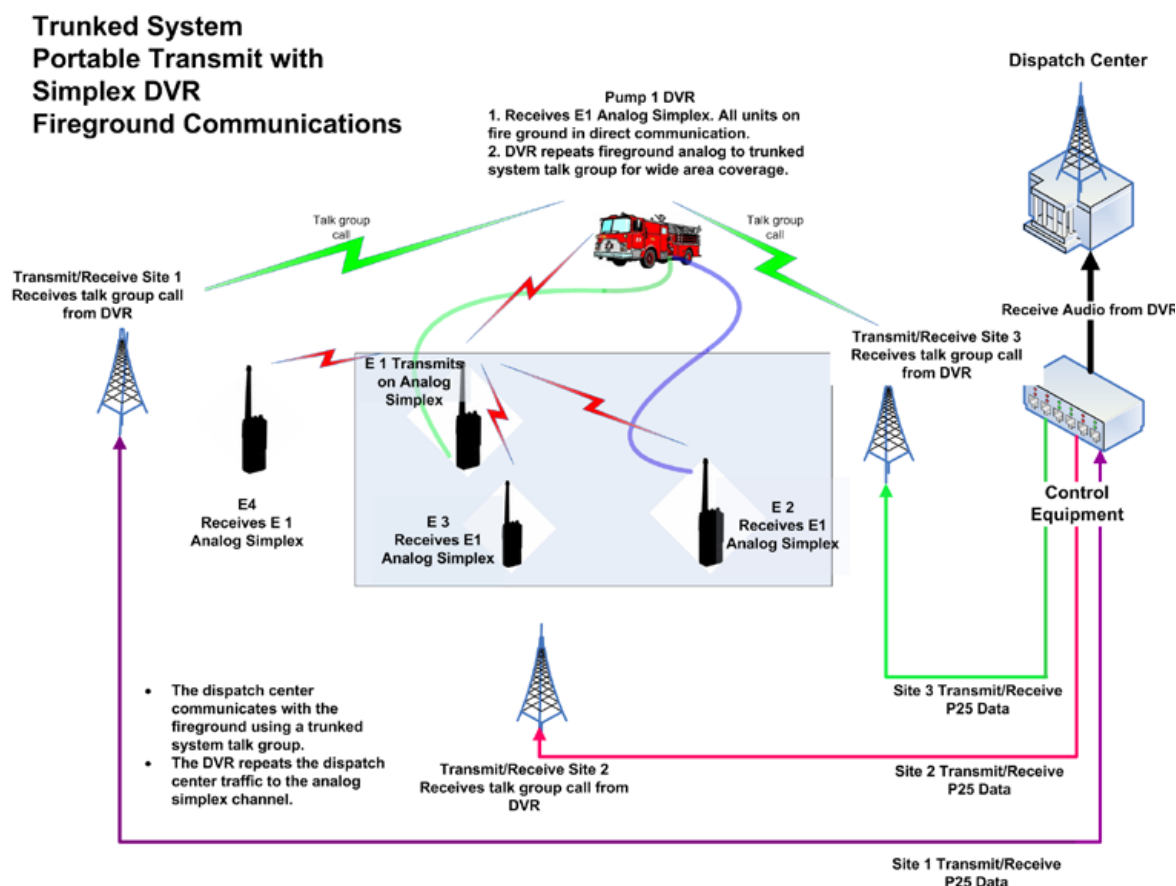 Trunked System
Portable Transmit with
Simplex DVR
Fireground Communications
Dispatch Center
Pump 1 DVR
1. Receives E1 Analog Simplex. All units on
fire ground in direct communication.
2. DVR repeats fireground analog to trunked
system talk group for wide area coverage.
Talk group
call
Talk group
call
Transmit/Receive Site 1
Receives talk group call
from DVR
Receive Audio from DVR
Transmit/Receive Site 3
Receives talk group call
from DVR
E 1 Transmits
on Analog
Simplex
E4
Receives E 1
Analog Simplex
E 3
Receives E1
Analog Simplex
E 2
Receives E1
Analog Simplex
Control
Equipment
• The dispatch center
communicates with the
fireground using a trunked
system talk group.
• The DVR repeats the dispatch
center traffic to the analog
simplex channel.
Transmit/Receive Site 2
Receives talk group call from
DVR
Site 3 Transmit/Receive
P25 Data
Site 2 Transmit/Receive
P25 Data
Site 1 Transmit/Receive
P25 Data